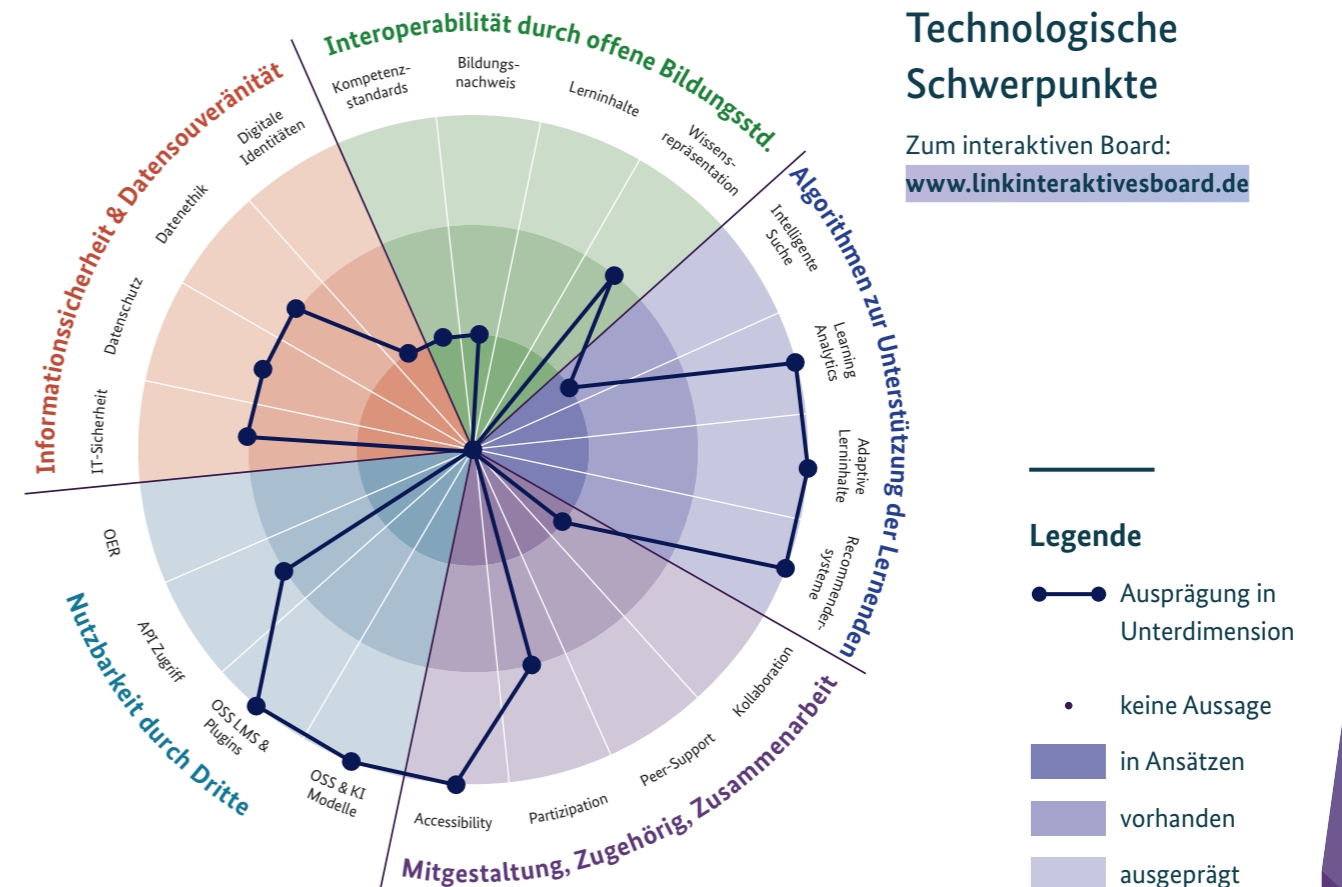 Technologische
Schwerpunkte
Zum interaktiven Board:
www.linkinteraktivesboard.de
Interoperabilität durch offene Bildungsstd.
Kompetenz-
standards
Bildungs-
nachweis
Lerninhalte
Wissens-
repräsentation
Algorithmen zur Unterstützung der Lernenden
Intelligente
Suche
Learning
Analytics
Adaptive
Lerninhalte
Recommender-
systeme
Mitgestaltung, Zugehörig, Zusammenarbeit
Kollaboration
Peer-Support
Partizipation
Accessibility
Nutzbarkeit durch Dritte
OSS & KI
Modelle
OSS LMS &
Plugins
API Zugriff
OER
Informationssicherheit & Datensouveränität
IT-Sicherheit
Datenschutz
Datenethik
Digitale
Identitäten
Legende
Ausprägung in
Unterdimension
keine Aussage
in Ansätzen
vorhanden
ausgeprägt